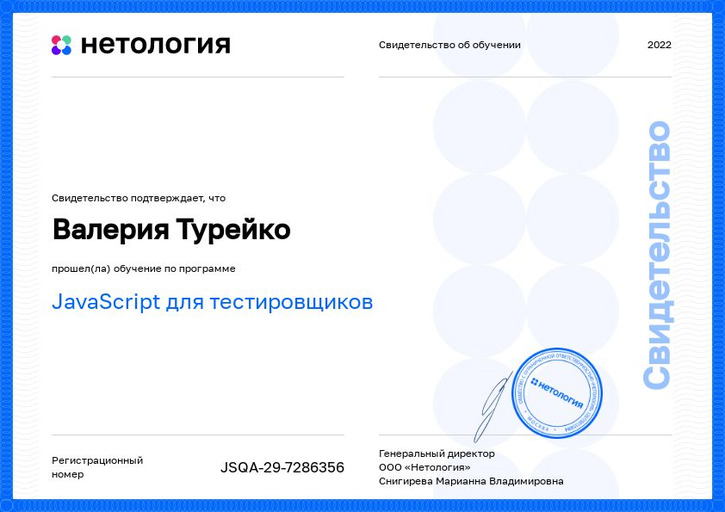 нетология
Свидетельство об обучении
2022
Свидетельство подтверждает, что
Валерия Турейко
прошел(ла) обучение по программе
JavaScript для тестировщиков
Свидетельство
нетология
МОСКВА
Регистрационный
номер
JSQA-29-7286356
Генеральный директор
ООО «Нетология»
Снигирева Марианна Владимировна